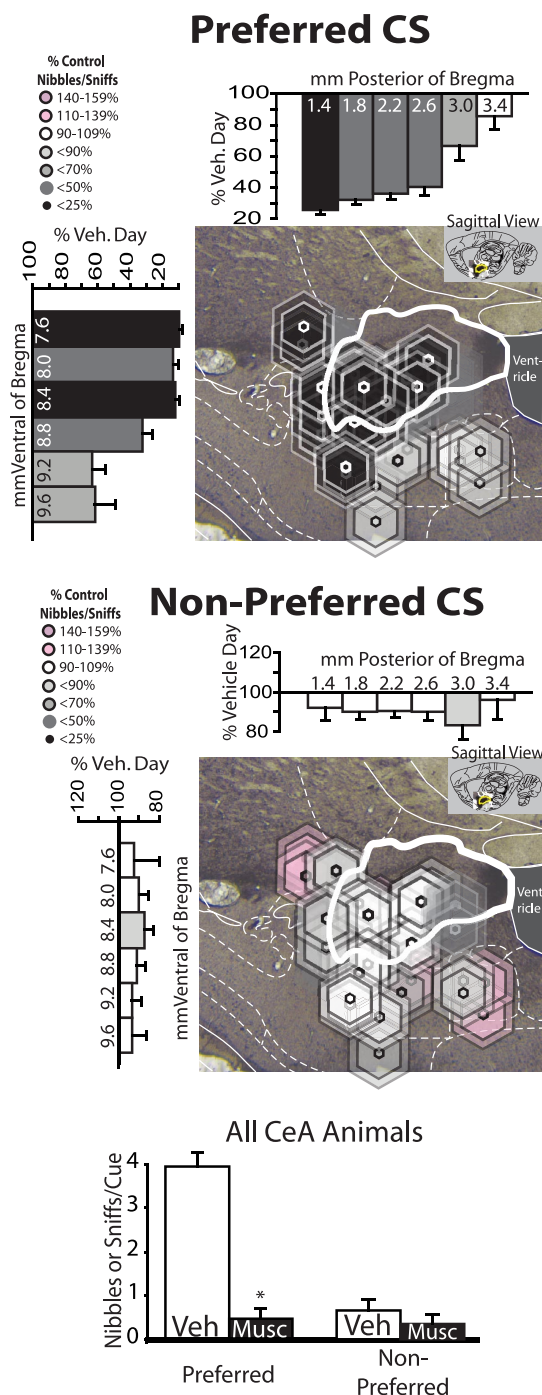 Preferred CS
% Control
Nibbles/Sniffs
140-159%
110-139%
90-109%
<90%
<70%
<50%
<25%
mm Posterior of Bregma
% Veh. Day
100
80
60
40
20
1.4
1.8
2.2
2.6
3.0
3.4
% Veh. Day
100
60
20
mmVentral of Bregma
7.6
8.0
8.4
8.8
9.2
9.6
Sagittal View
Vent-
ricle
Non-Preferred CS
% Control
Nibbles/Sniffs
140-159%
110-139%
90-109%
<90%
<70%
<50%
<25%
mm Posterior of Bregma
% Vehicle Day
120
100
80
1.4
1.8
2.2
2.6
3.0
3.4
% Veh. Day
120
100
80
7.6
8.0
8.4
8.8
9.2
9.6
mmVentral of Bregma
Sagittal View
Vent
ricle
All CeA Animals
Nibbles or Sniffs/Cue
4
3
2
1
0
*
Veh
Musc
Veh
Musc
Preferred
Non-
Preferred